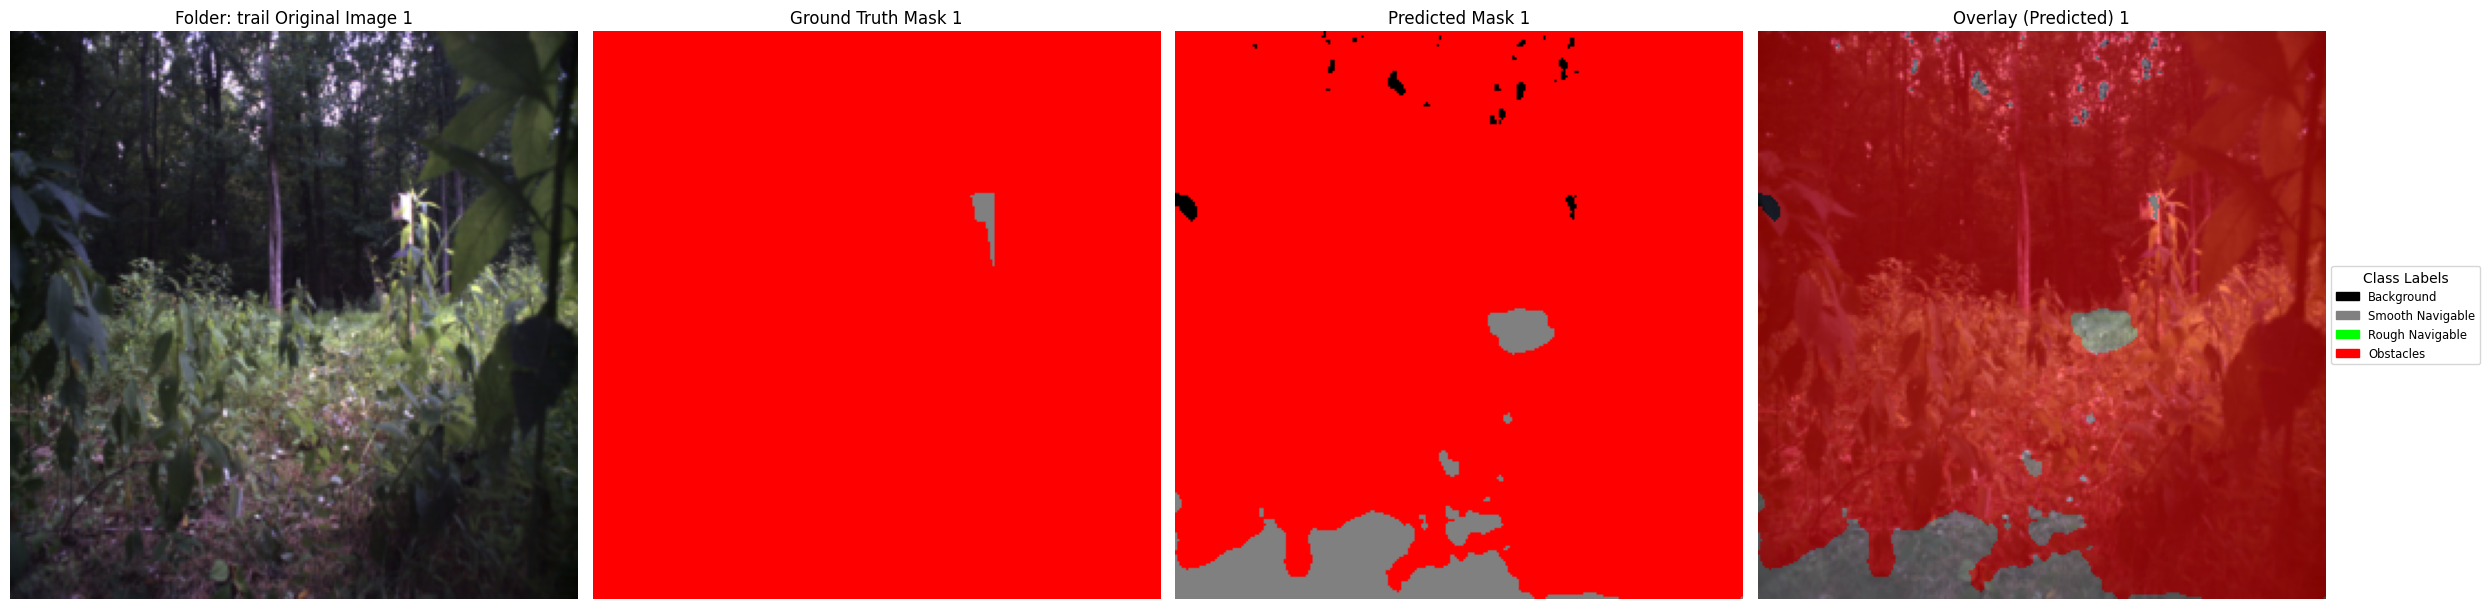 Folder: trail Original Image 1
Ground Truth Mask 1
Predicted Mask 1
Overlay (Predicted) 1
Class Labels
Background
Smooth Navigable
Rough Navigable
Obstacles